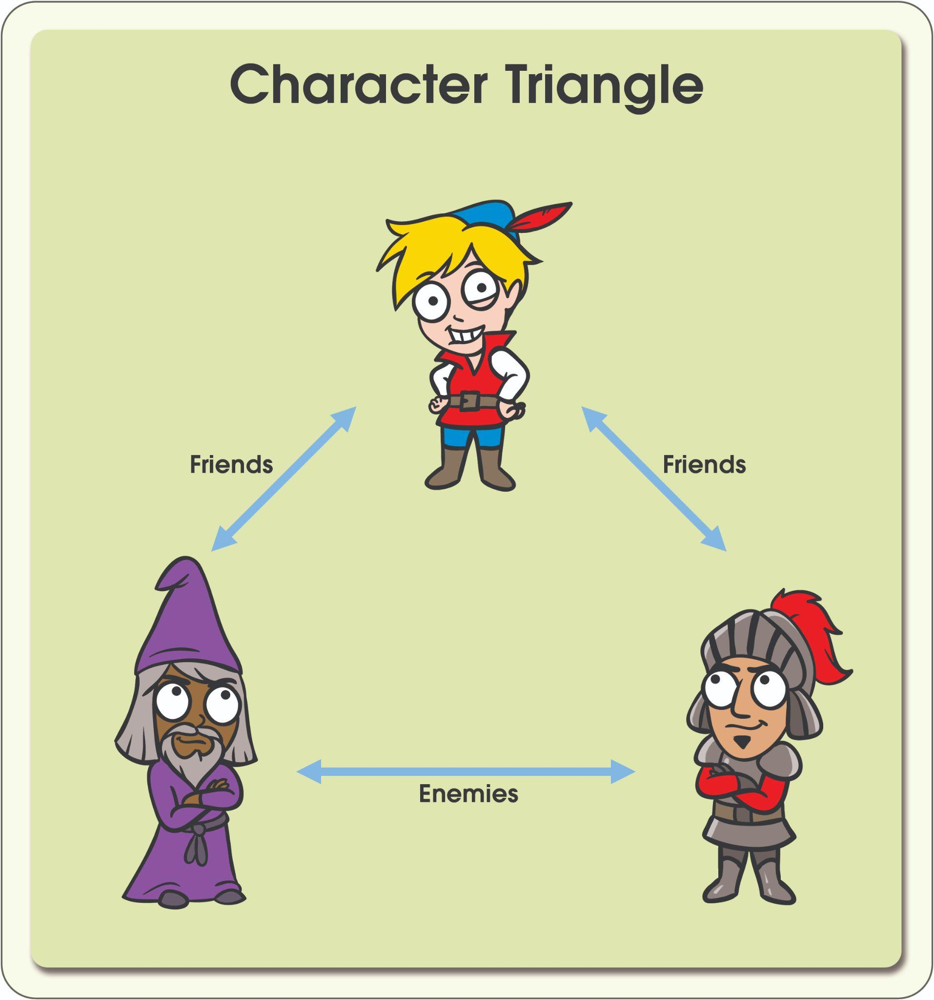 Character Triangle
Friends
Friends
Enemies